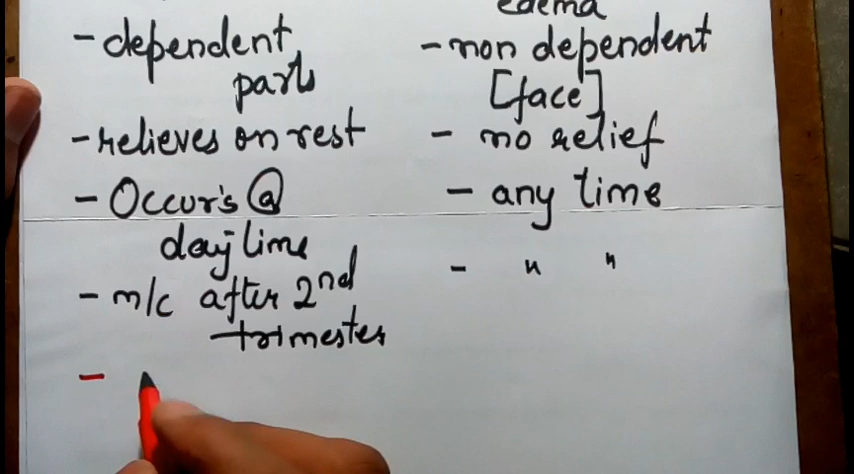 edema
- dependent
parts
- non dependent
[face]
- relieves on rest
- no relief
- Occur's @
day time
- any time
- m/c after 2nd
trimester
- " "
-